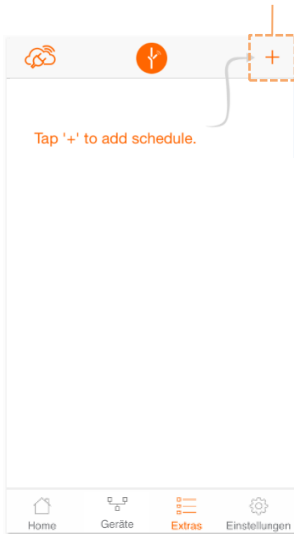 Tap '+' to add schedule.
Home Geräte Extras Einstellungen